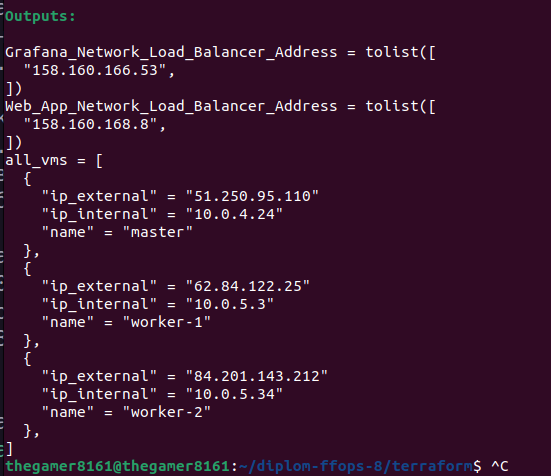 Outputs:
Grafana_Network_Load_Balancer_Address = tolist([
  "158.160.166.53",
])
Web_App_Network_Load_Balancer_Address = tolist([
  "158.160.168.8",
])
all_vms = [
  {
    "ip_external" = "51.250.95.110"
    "ip_internal" = "10.0.4.24"
    "name" = "master"
  },
  {
    "ip_external" = "62.84.122.25"
    "ip_internal" = "10.0.5.3"
    "name" = "worker-1"
  },
  {
    "ip_external" = "84.201.143.212"
    "ip_internal" = "10.0.5.34"
    "name" = "worker-2"
  },
]
thegamer8161@thegamer8161:~/diplom-ffops-8/terraform$ ^C